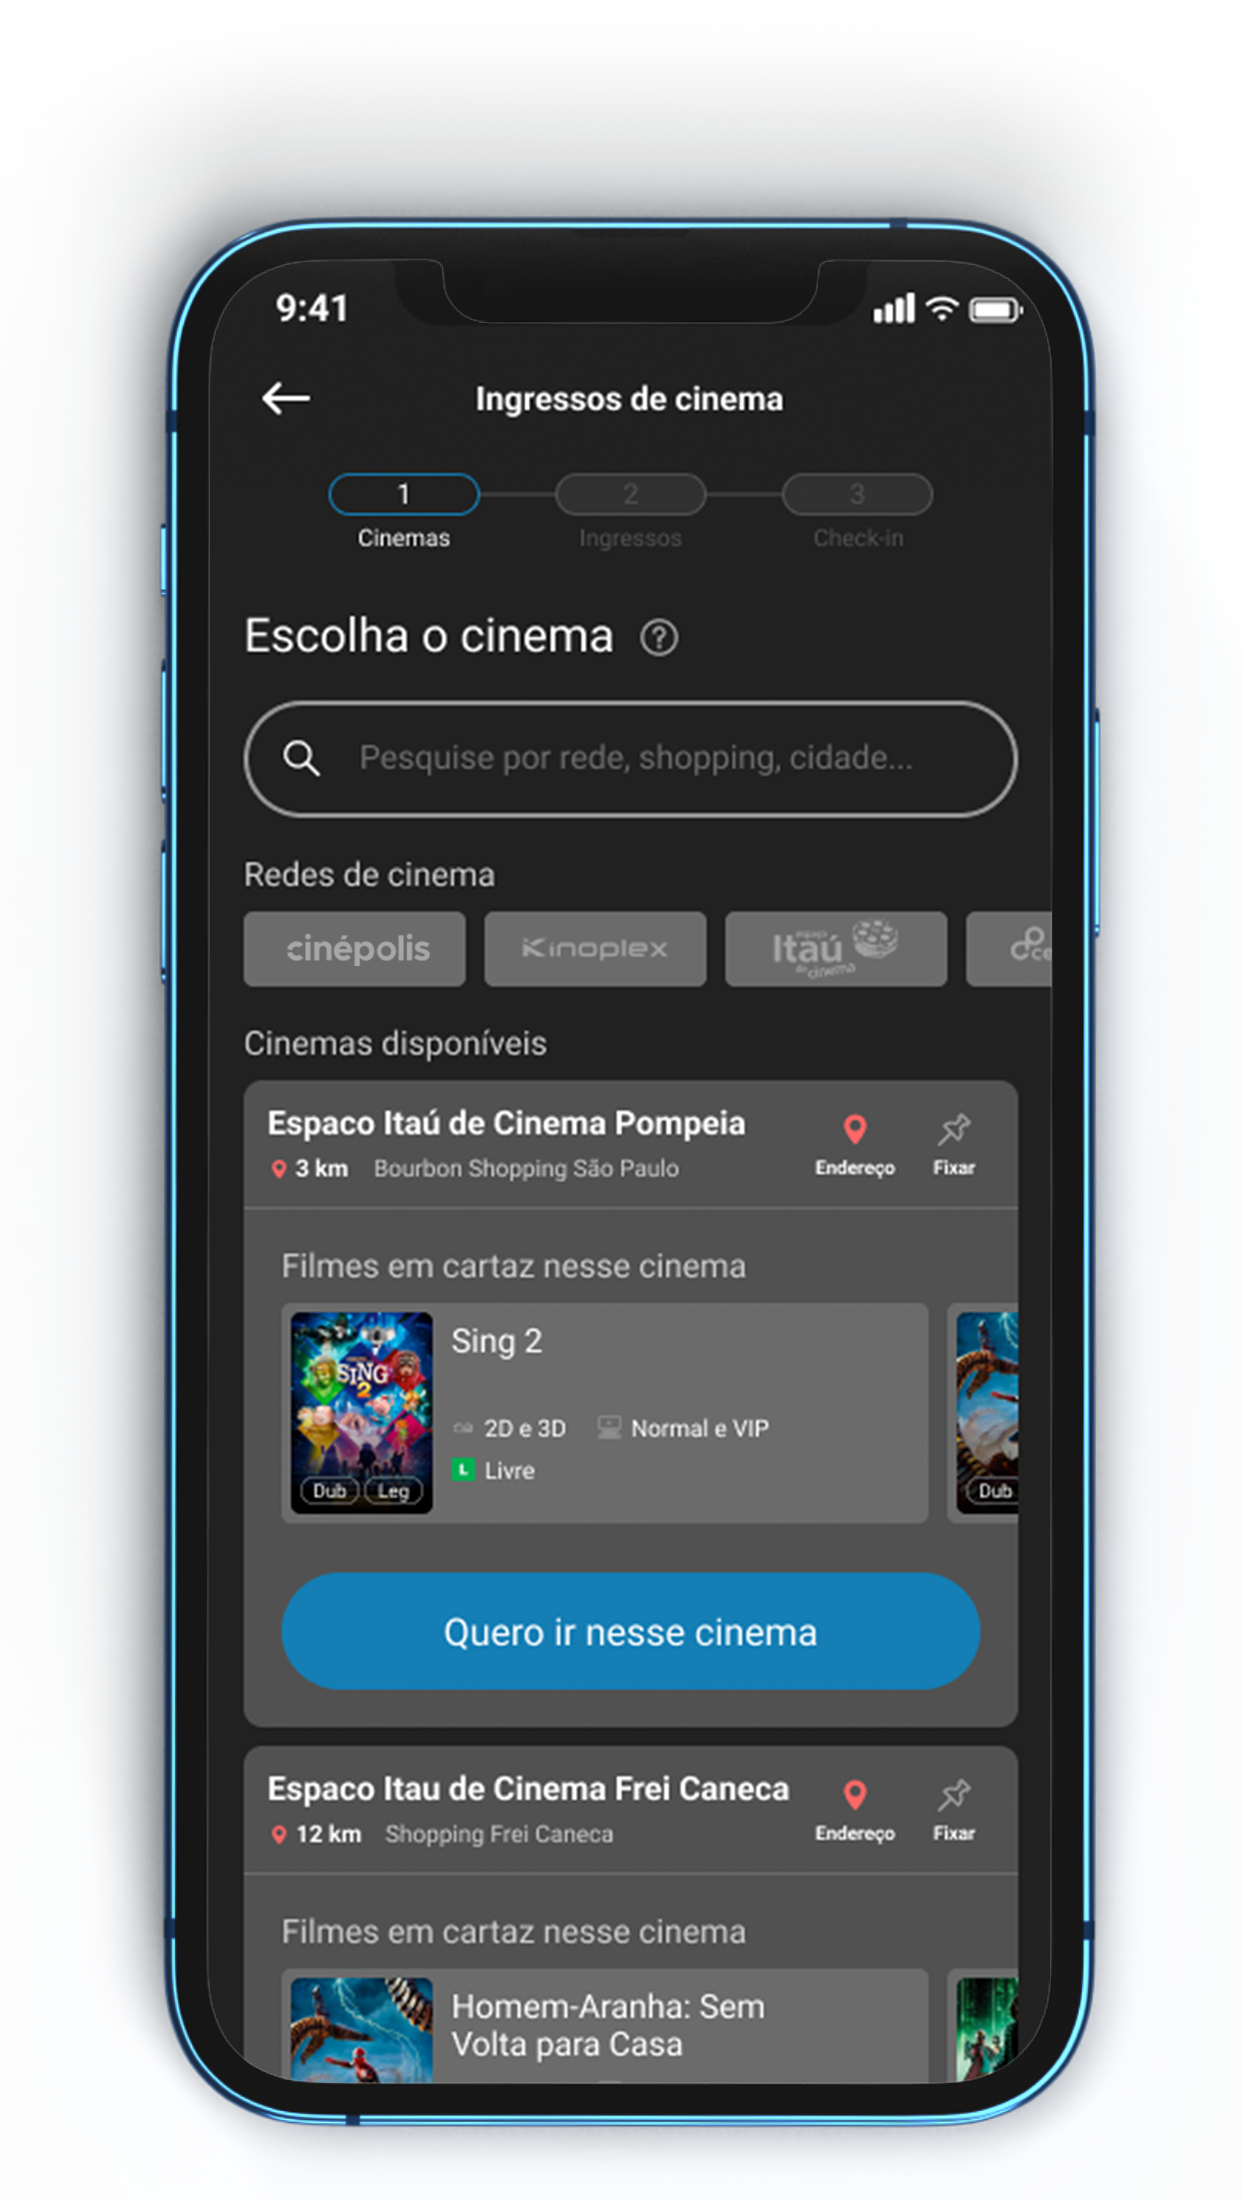 9:41
Ingressos de cinema
1 2 3
Cinemas Ingressos Check-in
Escolha o cinema ?
Pesquise por rede, shopping, cidade...
Redes de cinema
cinépolis Kinoplex espaço Itaú de cinema
Cinemas disponíveis
Espaco Itaú de Cinema Pompeia
3 km Bourbon Shopping São Paulo Endereço Fixar
Filmes em cartaz nesse cinema
SING 2
Sing 2
2D e 3D Normal e VIP
L Livre
Dub Leg Dub
Quero ir nesse cinema
Espaco Itau de Cinema Frei Caneca
12 km Shopping Frei Caneca Endereço Fixar
Filmes em cartaz nesse cinema
Homem-Aranha: Sem
Volta para Casa